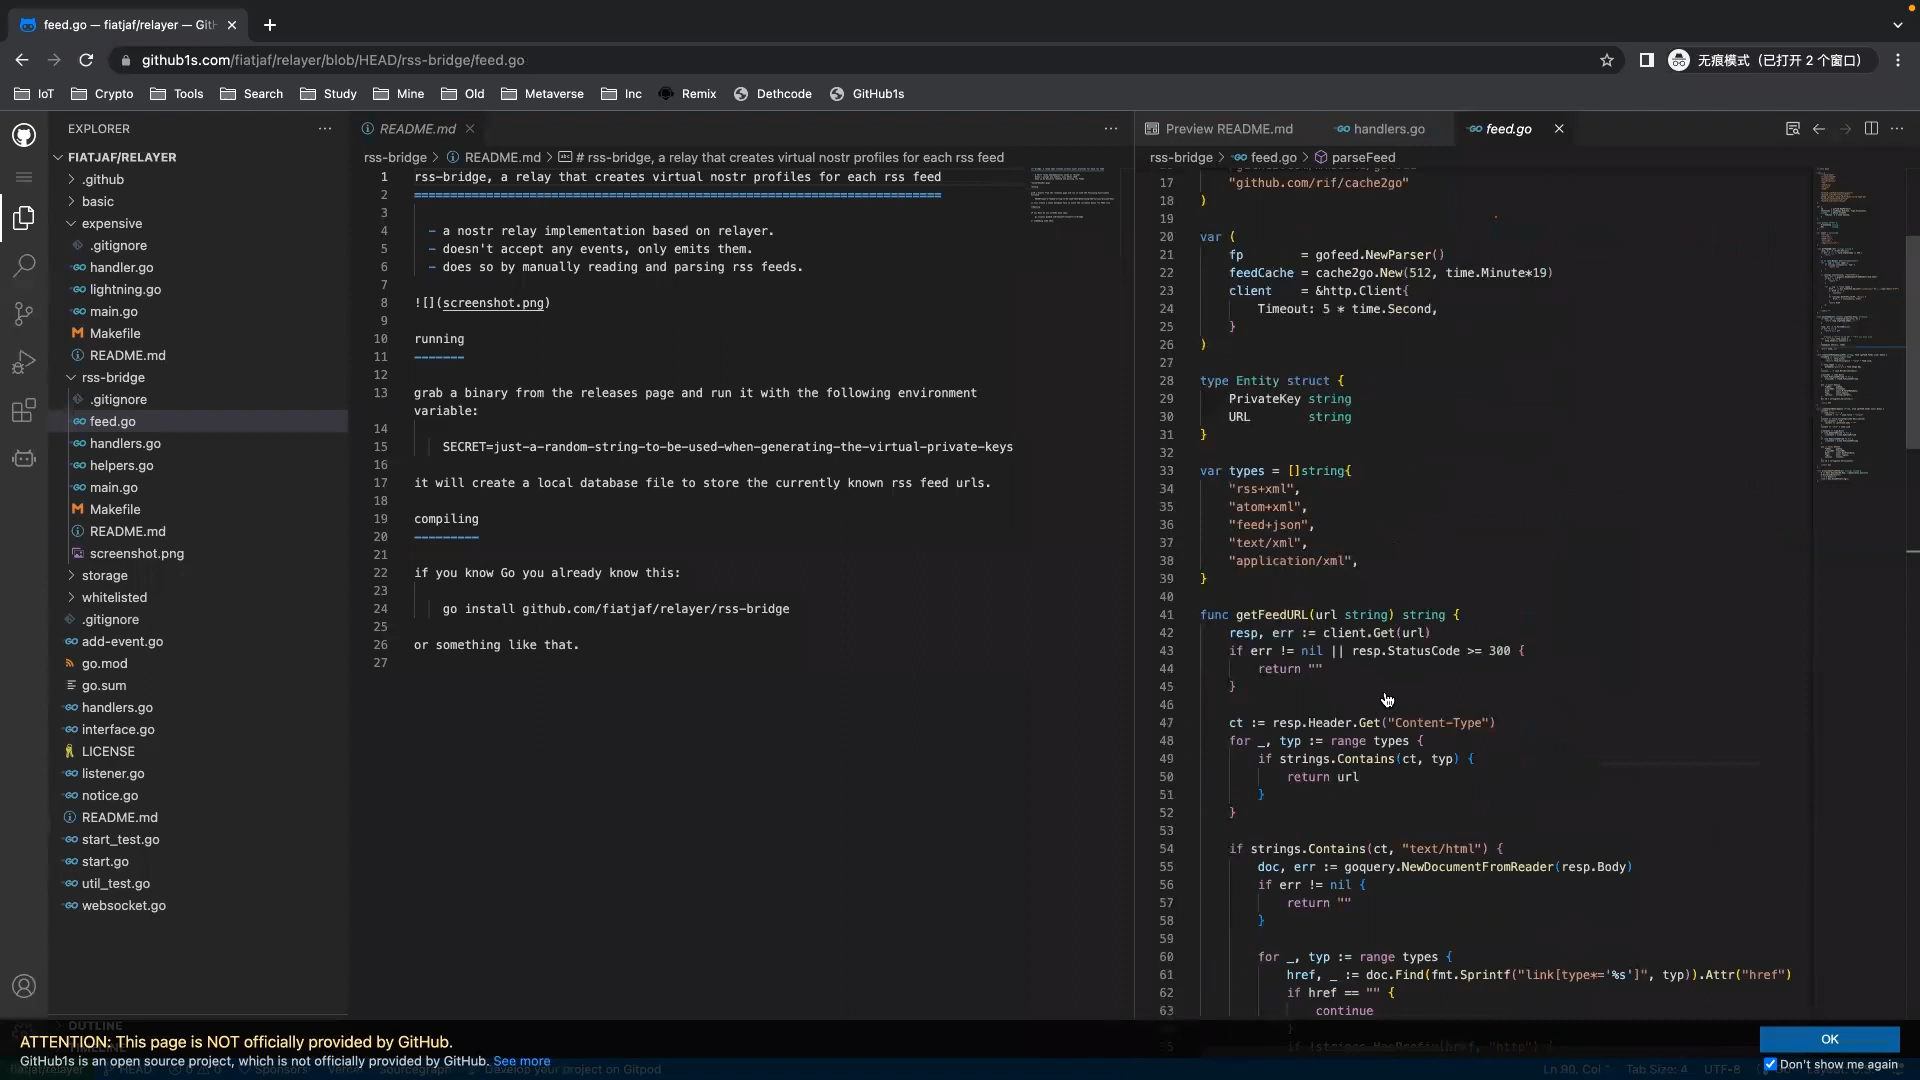 feed.go — fiatjaf/relayer — Git
github1s.com/fiatjaf/relayer/blob/HEAD/rss-bridge/feed.go
无痕模式（已打开 2 个窗口）
IoT Crypto Tools Search Study Mine Old Metaverse Inc Remix Dethcode GitHub1s
EXPLORER
FIATJAF/RELAYER
.github
basic
expensive
.gitignore
handler.go
lightning.go
main.go
Makefile
README.md
rss-bridge
.gitignore
feed.go
handlers.go
helpers.go
main.go
Makefile
README.md
screenshot.png
storage
whitelisted
.gitignore
add-event.go
go.mod
go.sum
handlers.go
interface.go
LICENSE
listener.go
notice.go
README.md
start_test.go
start.go
util_test.go
websocket.go
OUTLINE
README.md
rss-bridge > README.md > # rss-bridge, a relay that creates virtual nostr profiles for each rss feed
1 rss-bridge, a relay that creates virtual nostr profiles for each rss feed
2 =========================================================================
3
4 - a nostr relay implementation based on relayer.
5 - doesn't accept any events, only emits them.
6 - does so by manually reading and parsing rss feeds.
7
8 ![](screenshot.png)
9
10 running
11 -------
12
13 grab a binary from the releases page and run it with the following environment
variable:
14
15 SECRET=just-a-random-string-to-be-used-when-generating-the-virtual-private-keys
16
17 it will create a local database file to store the currently known rss feed urls.
18
19 compiling
20 ---------
21
22 if you know Go you already know this:
23
24 go install github.com/fiatjaf/relayer/rss-bridge
25
26 or something like that.
27
Preview README.md handlers.go feed.go
rss-bridge > feed.go > parseFeed
17 "github.com/rif/cache2go"
18 )
19
20 var (
21 fp = gofeed.NewParser()
22 feedCache = cache2go.New(512, time.Minute*19)
23 client = &http.Client{
24 Timeout: 5 * time.Second,
25 }
26 )
27
28 type Entity struct {
29 PrivateKey string
30 URL string
31 }
32
33 var types = []string{
34 "rss+xml",
35 "atom+xml",
36 "feed+json",
37 "text/xml",
38 "application/xml",
39 }
40
41 func getFeedURL(url string) string {
42 resp, err := client.Get(url)
43 if err != nil || resp.StatusCode >= 300 {
44 return ""
45 }
46
47 ct := resp.Header.Get("Content-Type")
48 for _, typ := range types {
49 if strings.Contains(ct, typ) {
50 return url
51 }
52 }
53
54 if strings.Contains(ct, "text/html") {
55 doc, err := goquery.NewDocumentFromReader(resp.Body)
56 if err != nil {
57 return ""
58 }
59
60 for _, typ := range types {
61 href, _ := doc.Find(fmt.Sprintf("link[type*='%s']", typ)).Attr("href")
62 if href == "" {
63 continue
ATTENTION: This page is NOT officially provided by GitHub.
GitHub1s is an open source project, which is not officially provided by GitHub. See more
OK
Don't show me again